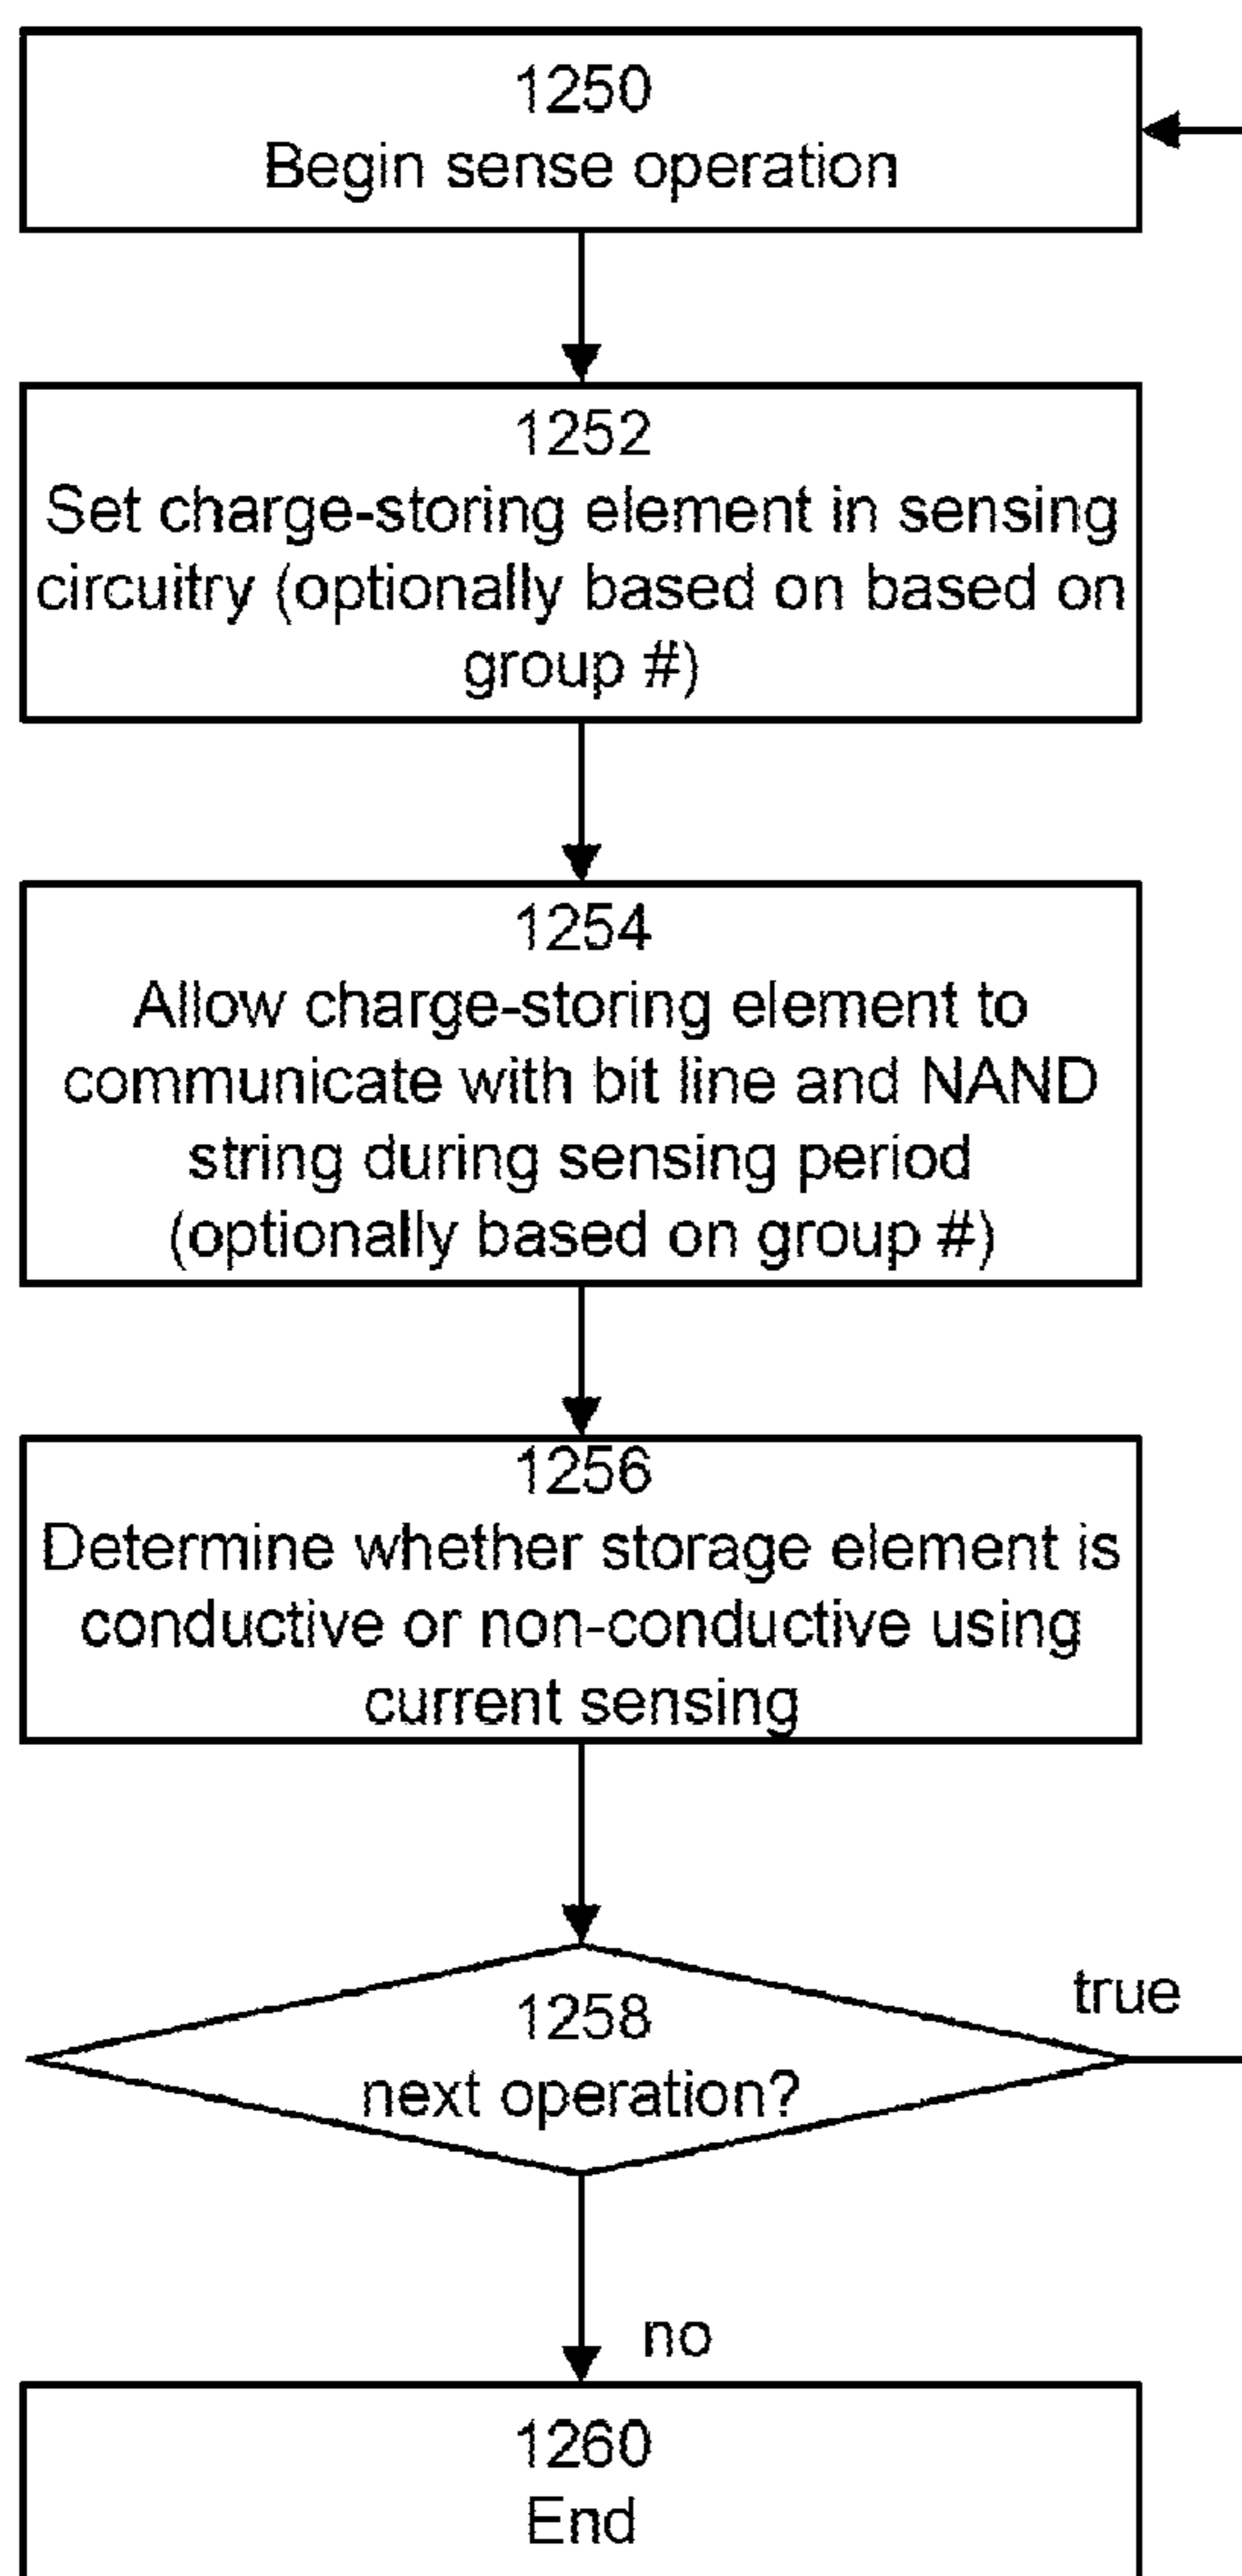 1250
Begin sense operation
1252
Set charge-storing element in sensing
circuitry (optionally based on based on
group #)
1254
Allow charge-storing element to
communicate with bit line and NAND
string during sensing period
(optionally based on group #)
1256
Determine whether storage element is
conductive or non-conductive using
current sensing
true
1258
next operation?
no
1260
End